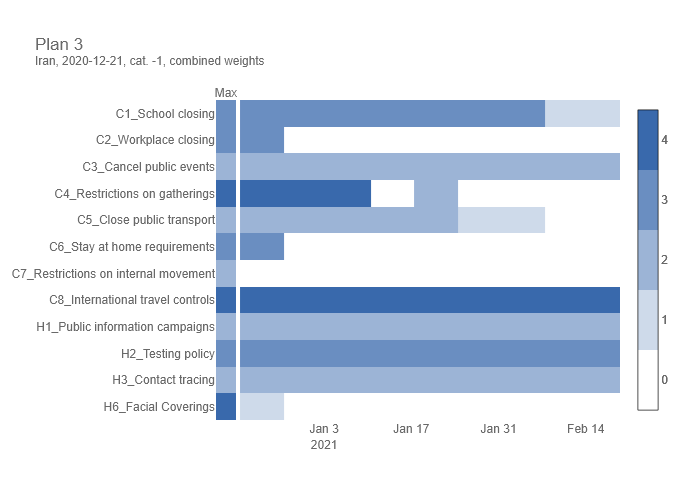 Plan 3
Iran, 2020-12-21, cat. -1, combined weights
Max
C1_School closing
C2_Workplace closing
C3_Cancel public events
C4_Restrictions on gatherings
C5_Close public transport
C6_Stay at home requirements
C7_Restrictions on internal movement
C8_International travel controls
H1_Public information campaigns
H2_Testing policy
H3_Contact tracing
H6_Facial Coverings
Jan 3 Jan 17 Jan 31 Feb 14
2021
4
3
2
1
0